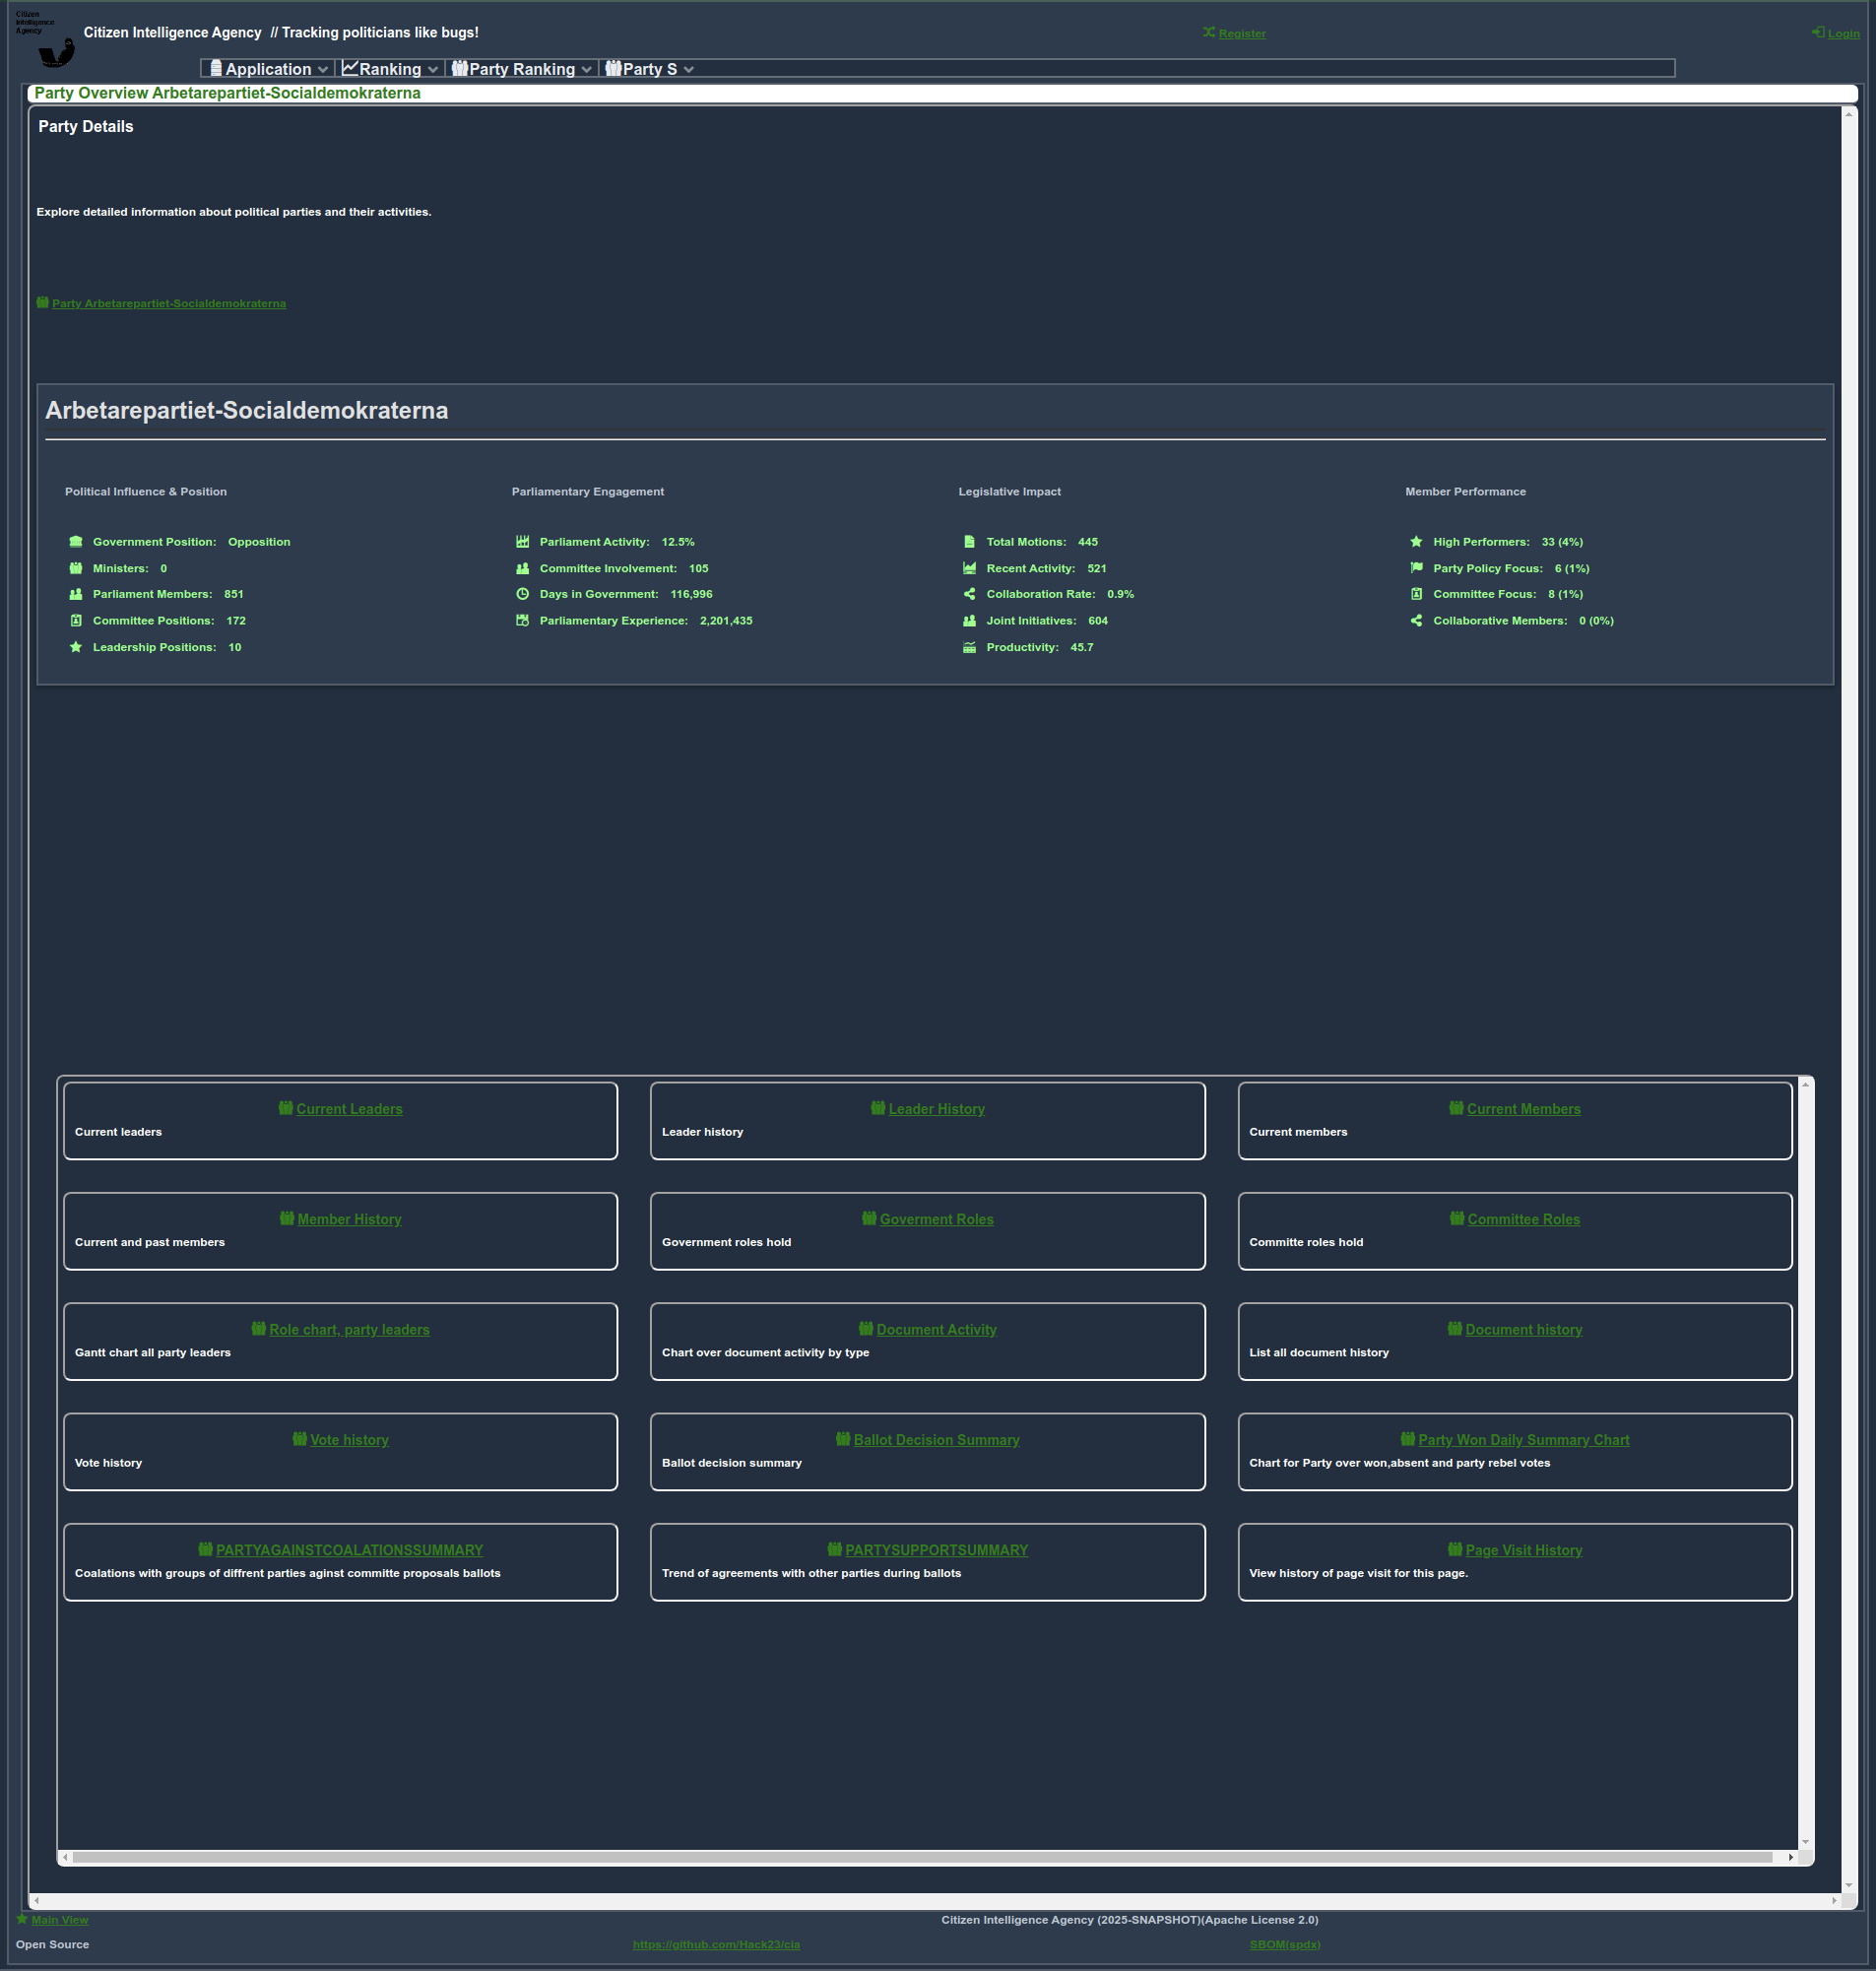 Citizen
Intelligence
Agency
Citizen Intelligence Agency // Tracking politicians like bugs!
Register
Login
Application
Ranking
Party Ranking
Party S
Party Overview Arbetarepartiet-Socialdemokraterna
Party Details
Explore detailed information about political parties and their activities.
Party Arbetarepartiet-Socialdemokraterna
Arbetarepartiet-Socialdemokraterna
Political Influence & Position
Government Position: Opposition
Ministers: 0
Parliament Members: 851
Committee Positions: 172
Leadership Positions: 10
Parliamentary Engagement
Parliament Activity: 12.5%
Committee Involvement: 105
Days in Government: 116,996
Parliamentary Experience: 2,201,435
Legislative Impact
Total Motions: 445
Recent Activity: 521
Collaboration Rate: 0.9%
Joint Initiatives: 604
Productivity: 45.7
Member Performance
High Performers: 33 (4%)
Party Policy Focus: 6 (1%)
Committee Focus: 8 (1%)
Collaborative Members: 0 (0%)
Current Leaders
Current leaders
Leader History
Leader history
Current Members
Current members
Member History
Current and past members
Goverment Roles
Government roles hold
Committee Roles
Committe roles hold
Role chart, party leaders
Gantt chart all party leaders
Document Activity
Chart over document activity by type
Document history
List all document history
Vote history
Vote history
Ballot Decision Summary
Ballot decision summary
Party Won Daily Summary Chart
Chart for Party over won,absent and party rebel votes
PARTYAGAINSTCOALATIONSSUMMARY
Coalations with groups of diffrent parties aginst committe proposals ballots
PARTYSUPPORTSUMMARY
Trend of agreements with other parties during ballots
Page Visit History
View history of page visit for this page.
Main View
Citizen Intelligence Agency (2025-SNAPSHOT)(Apache License 2.0)
Open Source
https://github.com/Hack23/cia
SBOM(spdx)